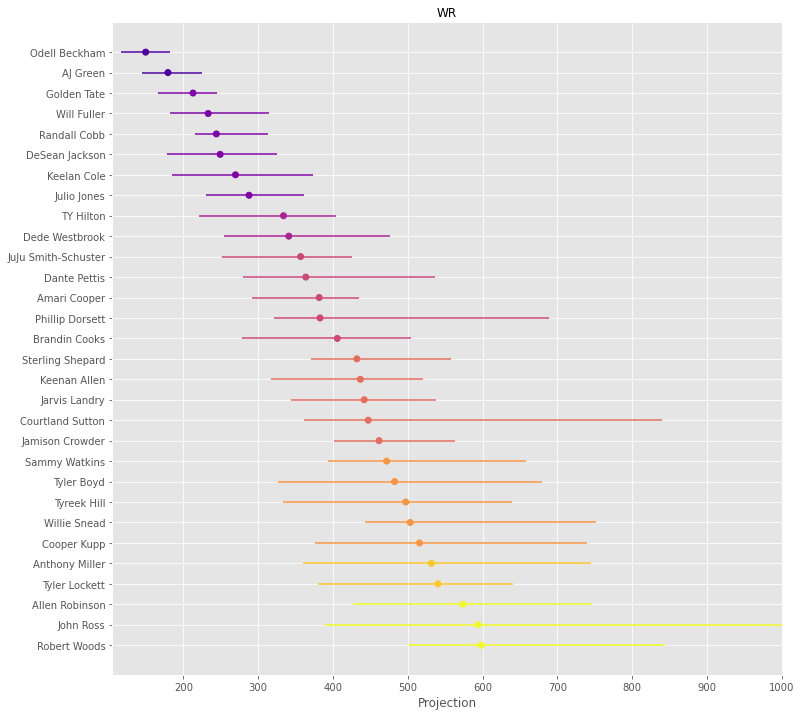 WR
Odell Beckham
AJ Green
Golden Tate
Will Fuller
Randall Cobb
DeSean Jackson
Keelan Cole
Julio Jones
TY Hilton
Dede Westbrook
JuJu Smith-Schuster
Dante Pettis
Amari Cooper
Phillip Dorsett
Brandin Cooks
Sterling Shepard
Keenan Allen
Jarvis Landry
Courtland Sutton
Jamison Crowder
Sammy Watkins
Tyler Boyd
Tyreek Hill
Willie Snead
Cooper Kupp
Anthony Miller
Tyler Lockett
Allen Robinson
John Ross
Robert Woods
200 300 400 500 600 700 800 900 1000
Projection